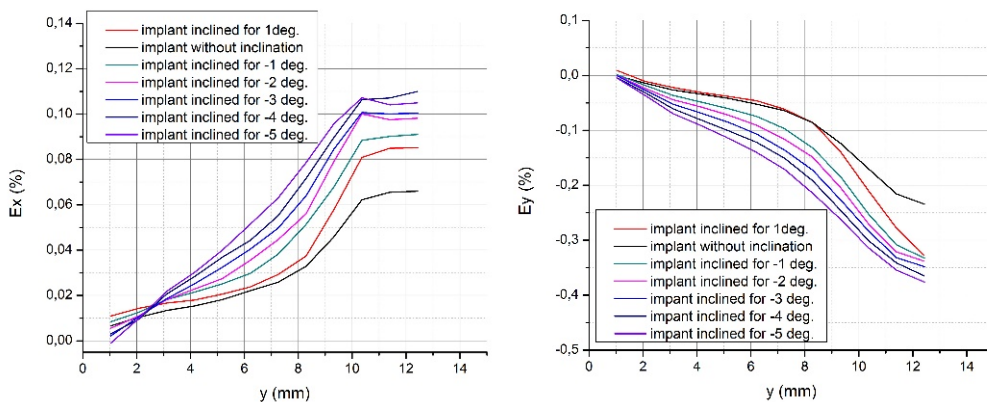 0,14
0,12
0,10
0,08
0,06
0,04
0,02
0,00
Ex (%)
implant inclined for 1deg.
implant without inclination
implant inclined for -1 deg.
implant inclined for -2 deg.
implant inclined for -3 deg.
implant inclined for -4 deg.
implant inclined for -5 deg.
0 2 4 6 8 10 12 14
y (mm)
0,1
0,0
-0,1
-0,2
-0,3
-0,4
-0,5
Ey (%)
implant inclined for 1deg.
implant without inclination
implant inclined for -1 deg.
implant inclined for -2 deg.
impant inclined for -3 deg.
impant inclined for -4 deg.
impant inclined for -5 deg.
0 2 4 6 8 10 12 14
y (mm)